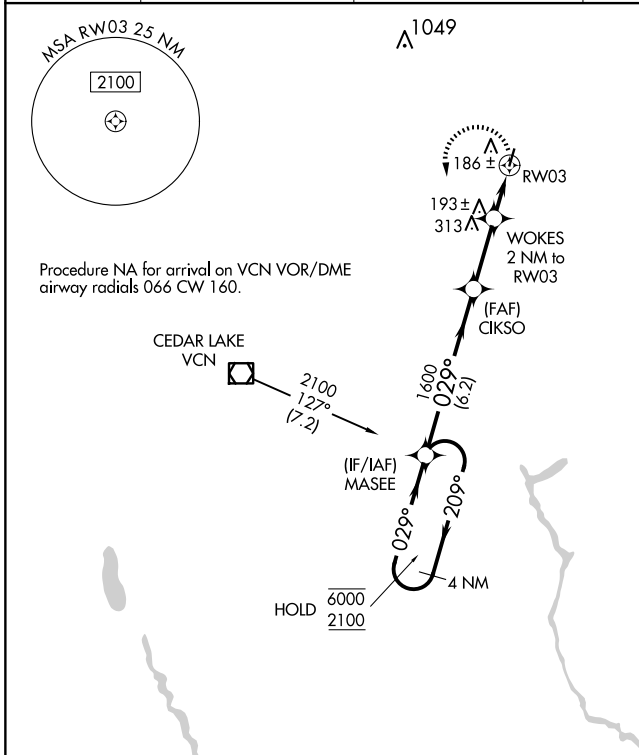 MSA RW03 25 NM
2100
1049
186 ±
RW03
193 ±
313
WOKES
2 NM to
RW03
Procedure NA for arrival on VCN VOR/DME
airway radials 066 CW 160.
(FAF)
CIKSO
CEDAR LAKE
VCN
2100
127°
(7.2)
1600
029°
(6.2)
(IF/IAF)
MASEE
029°
209°
4 NM
HOLD
6000
2100